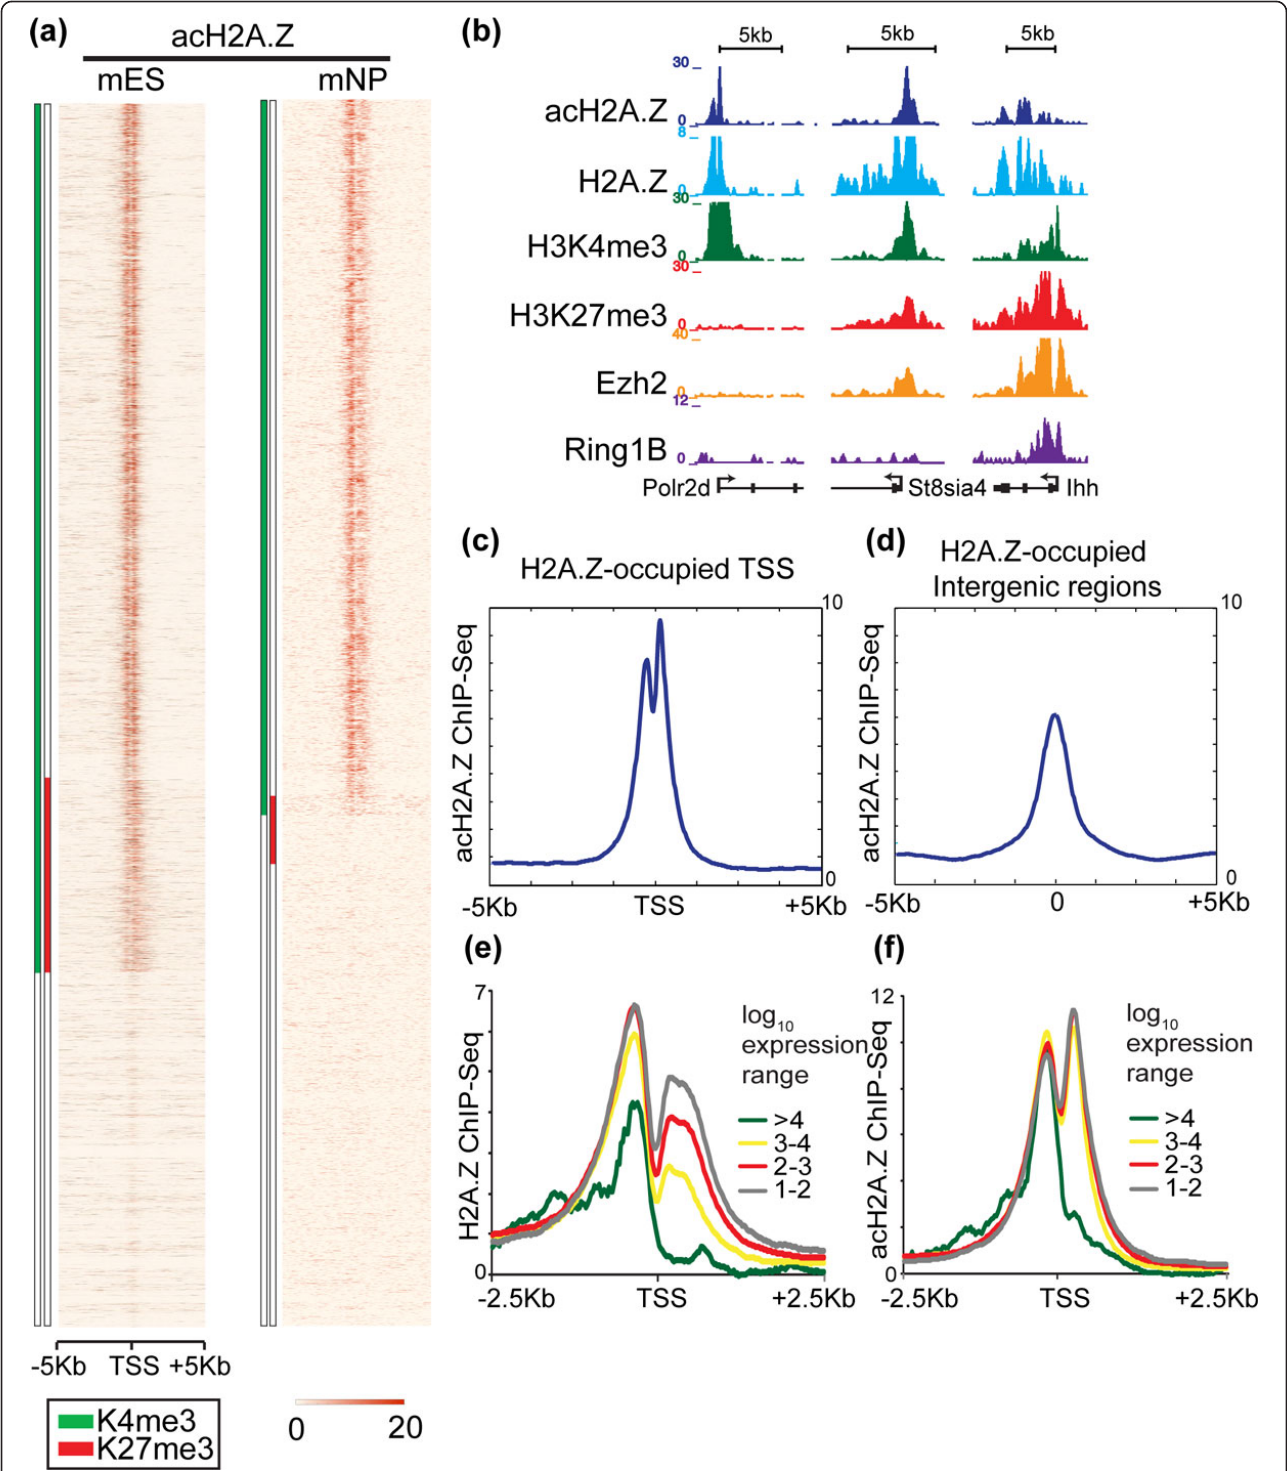 (a)
acH2A.Z
mES mNP
-5Kb TSS +5Kb
K4me3
K27me3
0 20
(b)
5kb 5kb 5kb
30
acH2A.Z
0
8
H2A.Z
0
30
H3K4me3
0
30
H3K27me3
0
40
Ezh2
0
12
Ring1B
0
Polr2d St8sia4 Ihh
(c)
H2A.Z-occupied TSS
10
acH2A.Z ChIP-Seq
0
-5Kb TSS +5Kb
(d)
H2A.Z-occupied
Intergenic regions
10
acH2A.Z ChIP-Seq
0
-5Kb 0 +5Kb
(e)
7
H2A.Z ChIP-Seq
0
log10
expression
range
>4
3-4
2-3
1-2
-2.5Kb TSS +2.5Kb
(f)
12
acH2A.Z ChIP-Seq
0
log10
expression
range
>4
3-4
2-3
1-2
-2.5Kb TSS +2.5Kb